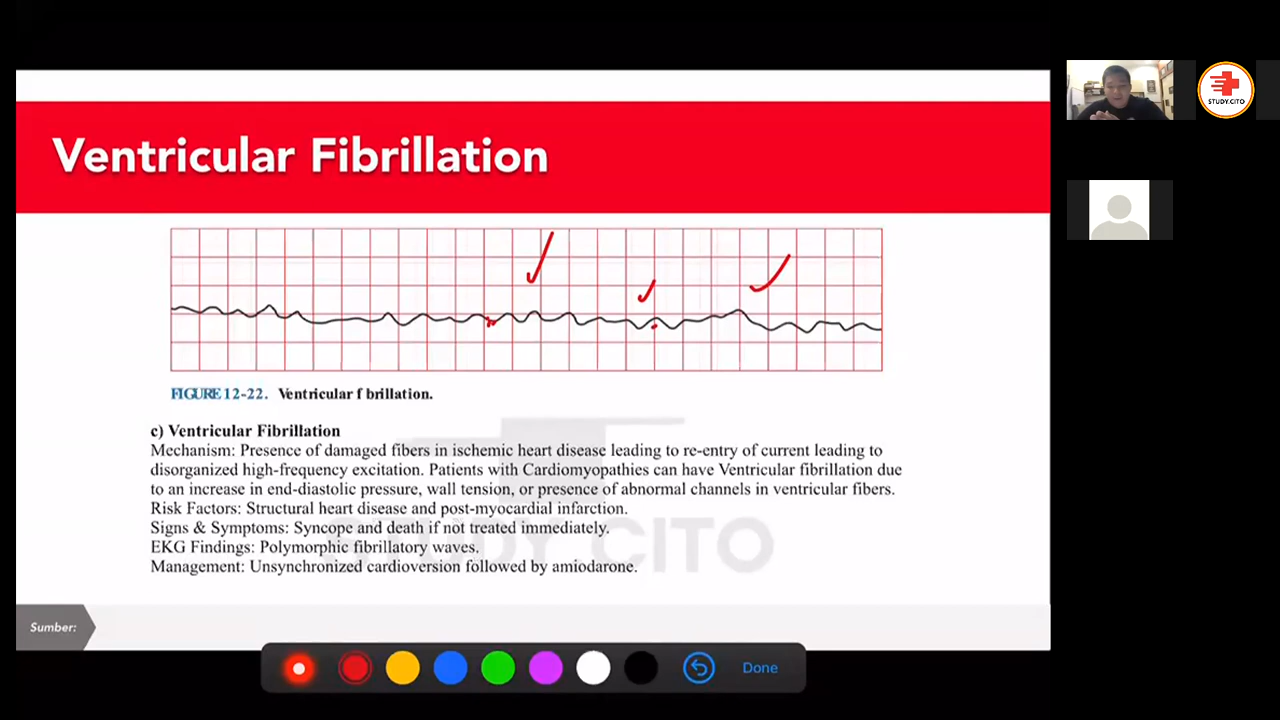 Ventricular Fibrillation
STUDY.CITO
FIGURE 12-22. Ventricular f brillation.
c) Ventricular Fibrillation
Mechanism: Presence of damaged fibers in ischemic heart disease leading to re-entry of current leading to
disorganized high-frequency excitation. Patients with Cardiomyopathies can have Ventricular fibrillation due
to an increase in end-diastolic pressure, wall tension, or presence of abnormal channels in ventricular fibers.
Risk Factors: Structural heart disease and post-myocardial infarction.
Signs & Symptoms: Syncope and death if not treated immediately.
EKG Findings: Polymorphic fibrillatory waves.
Management: Unsynchronized cardioversion followed by amiodarone.
STUDY CITO
Sumber:
Done